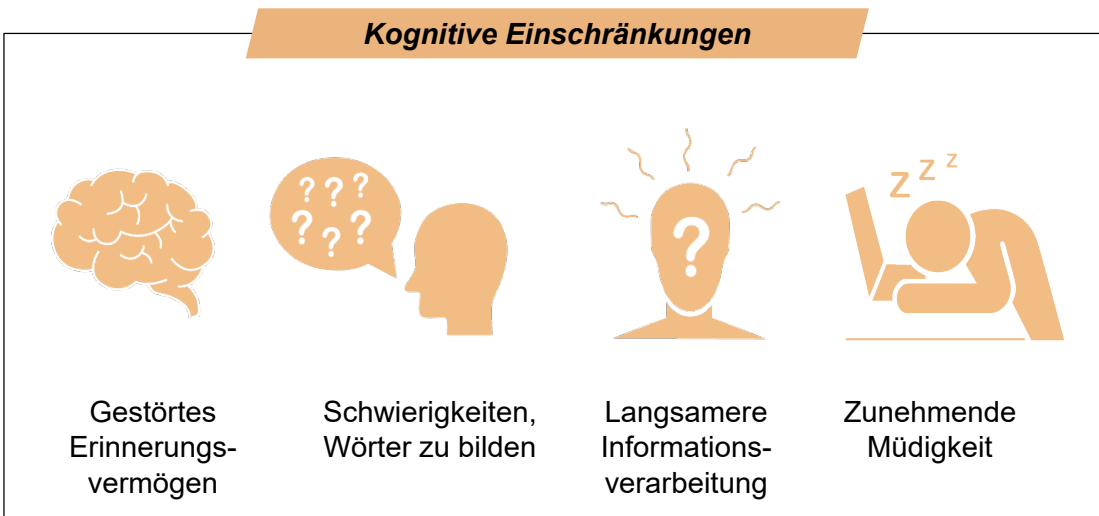 Kognitive Einschränkungen
? ? ?
? ? ?
?
z z z
Gestörtes
Erinnerungs-
vermögen
Schwierigkeiten,
Wörter zu bilden
Langsamere
Informations-
verarbeitung
Zunehmende
Müdigkeit